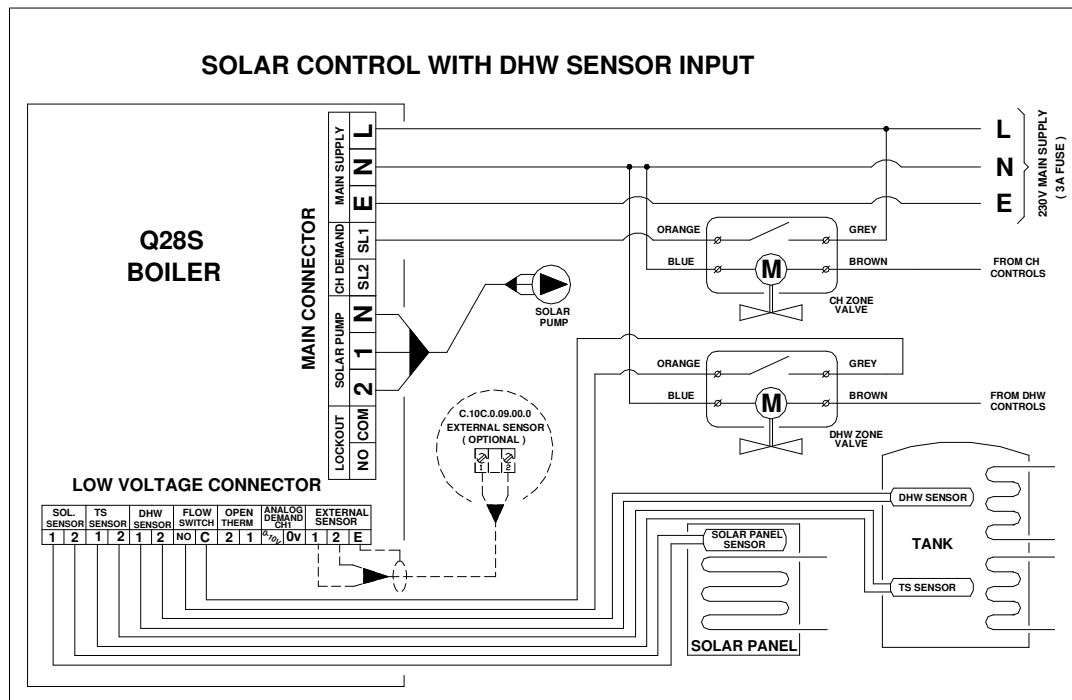 SOLAR CONTROL WITH DHW SENSOR INPUT
Q28S
BOILER
MAIN CONNECTOR
MAIN SUPPLY
L
N
E
CH DEMAND
SL1
SL2
SOLAR PUMP
N
1
2
LOCKOUT
COM
NO
L
N
E
230V MAIN SUPPLY
( 3A FUSE )
ORANGE
GREY
BLUE
M
BROWN
FROM CH
CONTROLS
CH ZONE
VALVE
SOLAR
PUMP
ORANGE
GREY
BLUE
M
BROWN
FROM DHW
CONTROLS
DHW ZONE
VALVE
C.10C.0.09.00.0
EXTERNAL SENSOR
( OPTIONAL )
1
2
LOW VOLTAGE CONNECTOR
SOL.
SENSOR
TS
SENSOR
DHW
SENSOR
FLOW
SWITCH
OPEN
THERM
ANALOG
DEMAND
CH1
EXTERNAL
SENSOR
1 2 1 2 1 2 NO C 2 1 0-10V 0v 1 2 E
DHW SENSOR
TANK
TS SENSOR
SOLAR PANEL
SENSOR
SOLAR PANEL